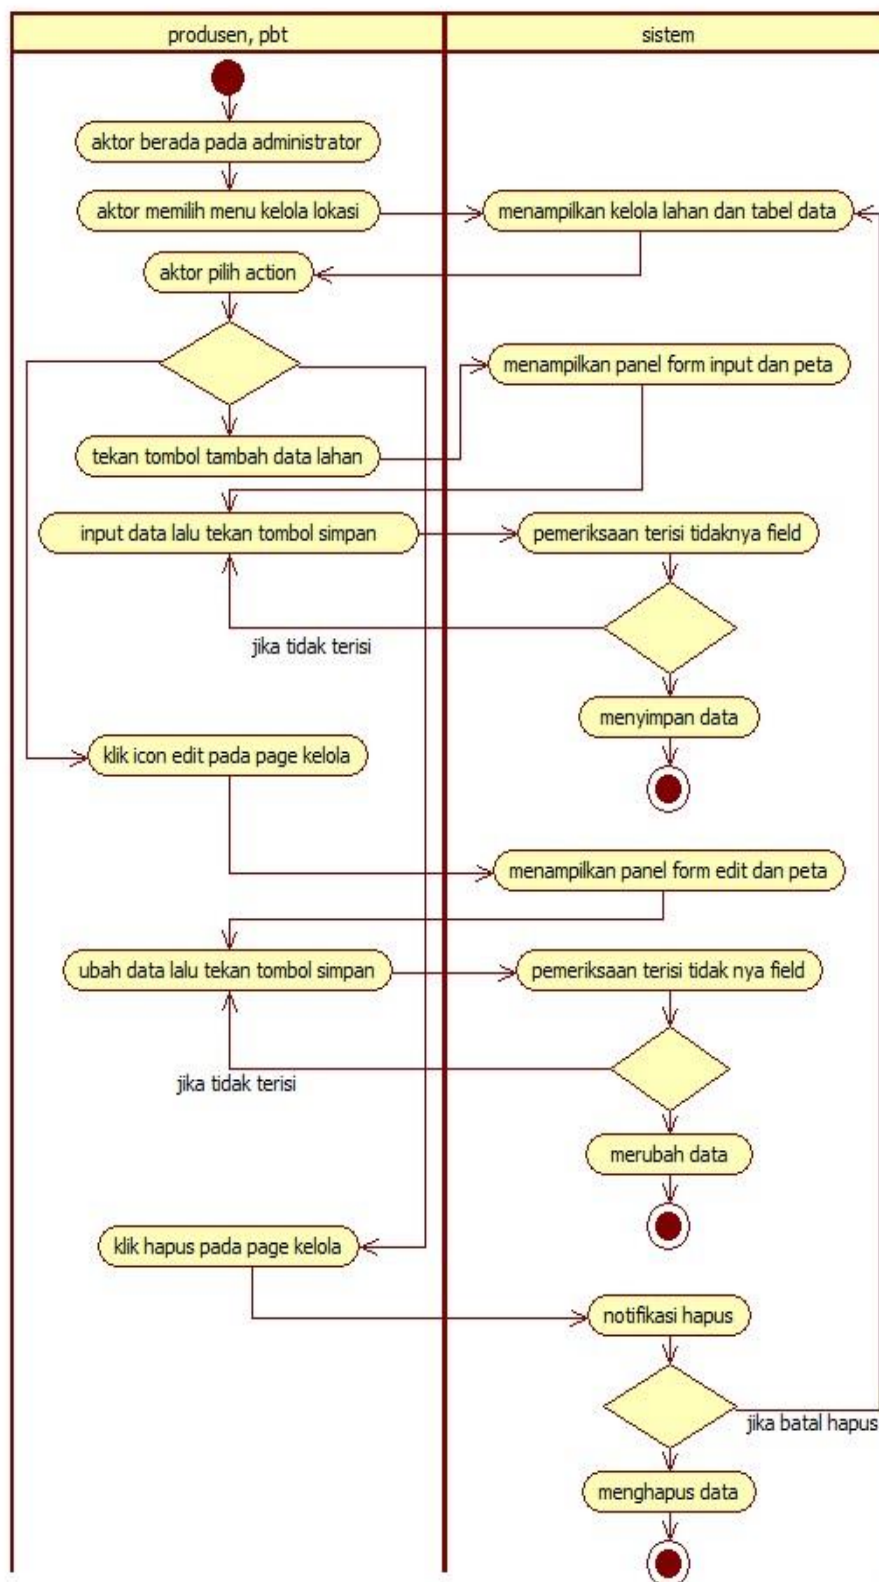 produsen, pbt
sistem
aktor berada pada administrator
aktor memilih menu kelola lokasi
menampilkan kelola lahan dan tabel data
aktor pilih action
menampilkan panel form input dan peta
tekan tombol tambah data lahan
input data lalu tekan tombol simpan
pemeriksaan terisi tidaknya field
jika tidak terisi
menyimpan data
klik icon edit pada page kelola
menampilkan panel form edit dan peta
ubah data lalu tekan tombol simpan
pemeriksaan terisi tidak nya field
jika tidak terisi
merubah data
klik hapus pada page kelola
notifikasi hapus
jika batal hapus
menghapus data